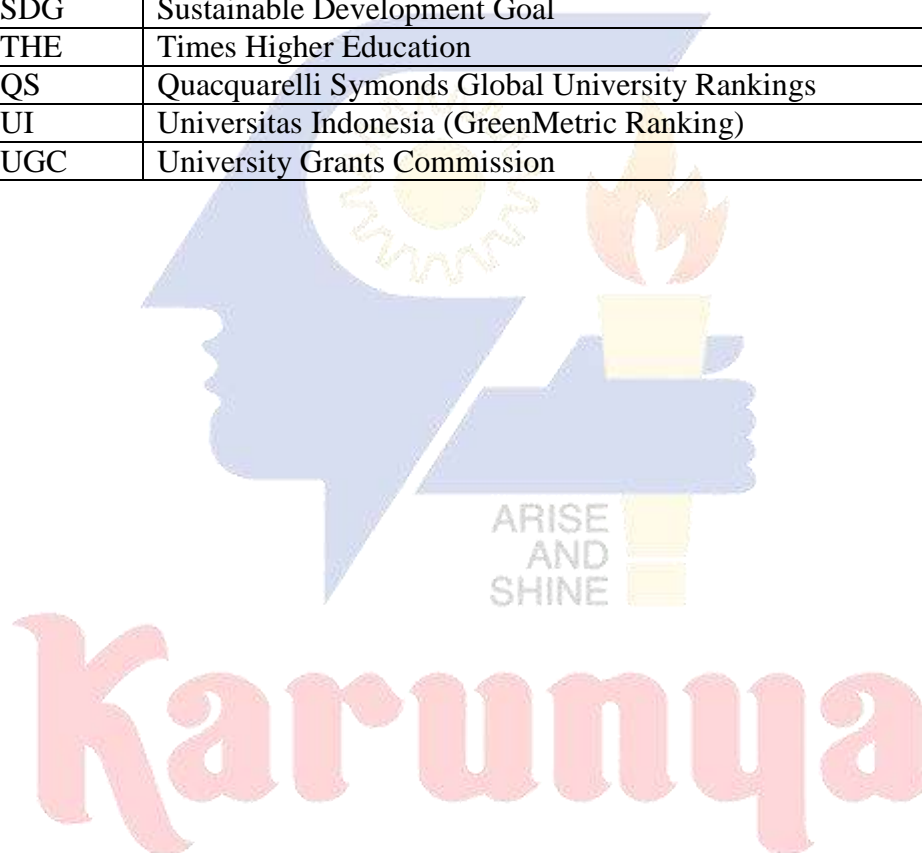 SDG Sustainable Development Goal
THE Times Higher Education
QS Quacquarelli Symonds Global University Rankings
UI Universitas Indonesia (GreenMetric Ranking)
UGC University Grants Commission
ARISE
AND
SHINE
Karunya